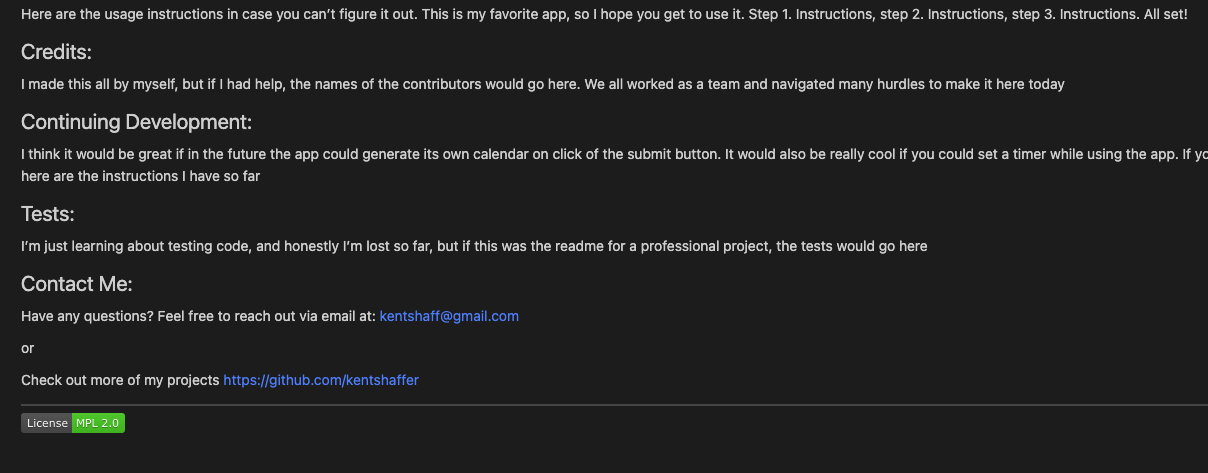 Here are the usage instructions in case you can’t figure it out. This is my favorite app, so I hope you get to use it. Step 1. Instructions, step 2. Instructions, step 3. Instructions. All set!
Credits:
I made this all by myself, but if I had help, the names of the contributors would go here. We all worked as a team and navigated many hurdles to make it here today
Continuing Development:
I think it would be great if in the future the app could generate its own calendar on click of the submit button. It would also be really cool if you could set a timer while using the app. If
here are the instructions I have so far
Tests:
I’m just learning about testing code, and honestly I’m lost so far, but if this was the readme for a professional project, the tests would go here
Contact Me:
Have any questions? Feel free to reach out via email at: kentshaff@gmail.com
or
Check out more of my projects https://github.com/kentshaffer
License MPL 2.0